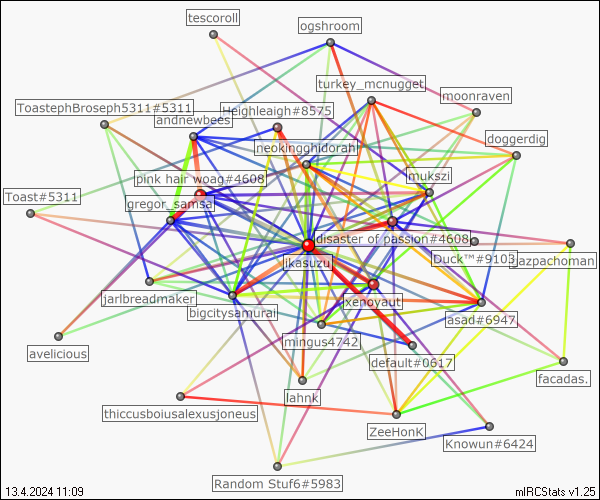 tescoroll
ogshroom
turkey_mcnugget
moonraven
ToastephBroseph5311#5311
Heighleaigh#8575
andnewbees
doggerdig
neokingghidorah
mukszi
pink hair woag#4608
Toast#5311
gregor_samsa
disaster of passion#4608
Duck™#9103
gazpachoman
ikasuzu
jarlbreadmaker
xenoyaut
bigcitysamurai
asad#6947
mingus4742
avelicious
default#0617
facadas.
lahnk
thiccusboiusalexusjoneus
ZeeHonK
Knowun#6424
Random Stuf6#5983
13.4.2024 11:09
mIRCStats v1.25